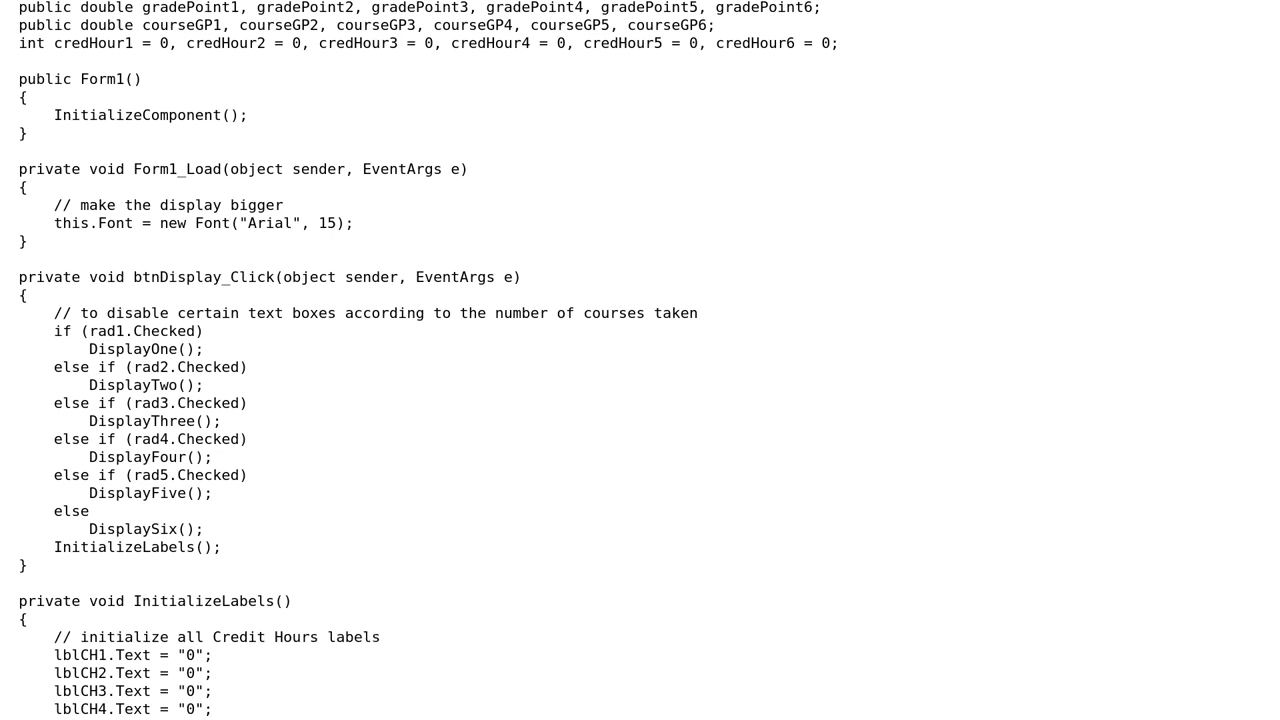 public double gradePoint1, gradePoint2, gradePoint3, gradePoint4, gradePoint5, gradePoint6;
public double courseGP1, courseGP2, courseGP3, courseGP4, courseGP5, courseGP6;
int credHour1 = 0, credHour2 = 0, credHour3 = 0, credHour4 = 0, credHour5 = 0, credHour6 = 0;

public Form1()
{
    InitializeComponent();
}

private void Form1_Load(object sender, EventArgs e)
{
    // make the display bigger
    this.Font = new Font("Arial", 15);
}

private void btnDisplay_Click(object sender, EventArgs e)
{
    // to disable certain text boxes according to the number of courses taken
    if (rad1.Checked)
        DisplayOne();
    else if (rad2.Checked)
        DisplayTwo();
    else if (rad3.Checked)
        DisplayThree();
    else if (rad4.Checked)
        DisplayFour();
    else if (rad5.Checked)
        DisplayFive();
    else
        DisplaySix();
    InitializeLabels();
}

private void InitializeLabels()
{
    // initialize all Credit Hours labels
    lblCH1.Text = "0";
    lblCH2.Text = "0";
    lblCH3.Text = "0";
    lblCH4.Text = "0";